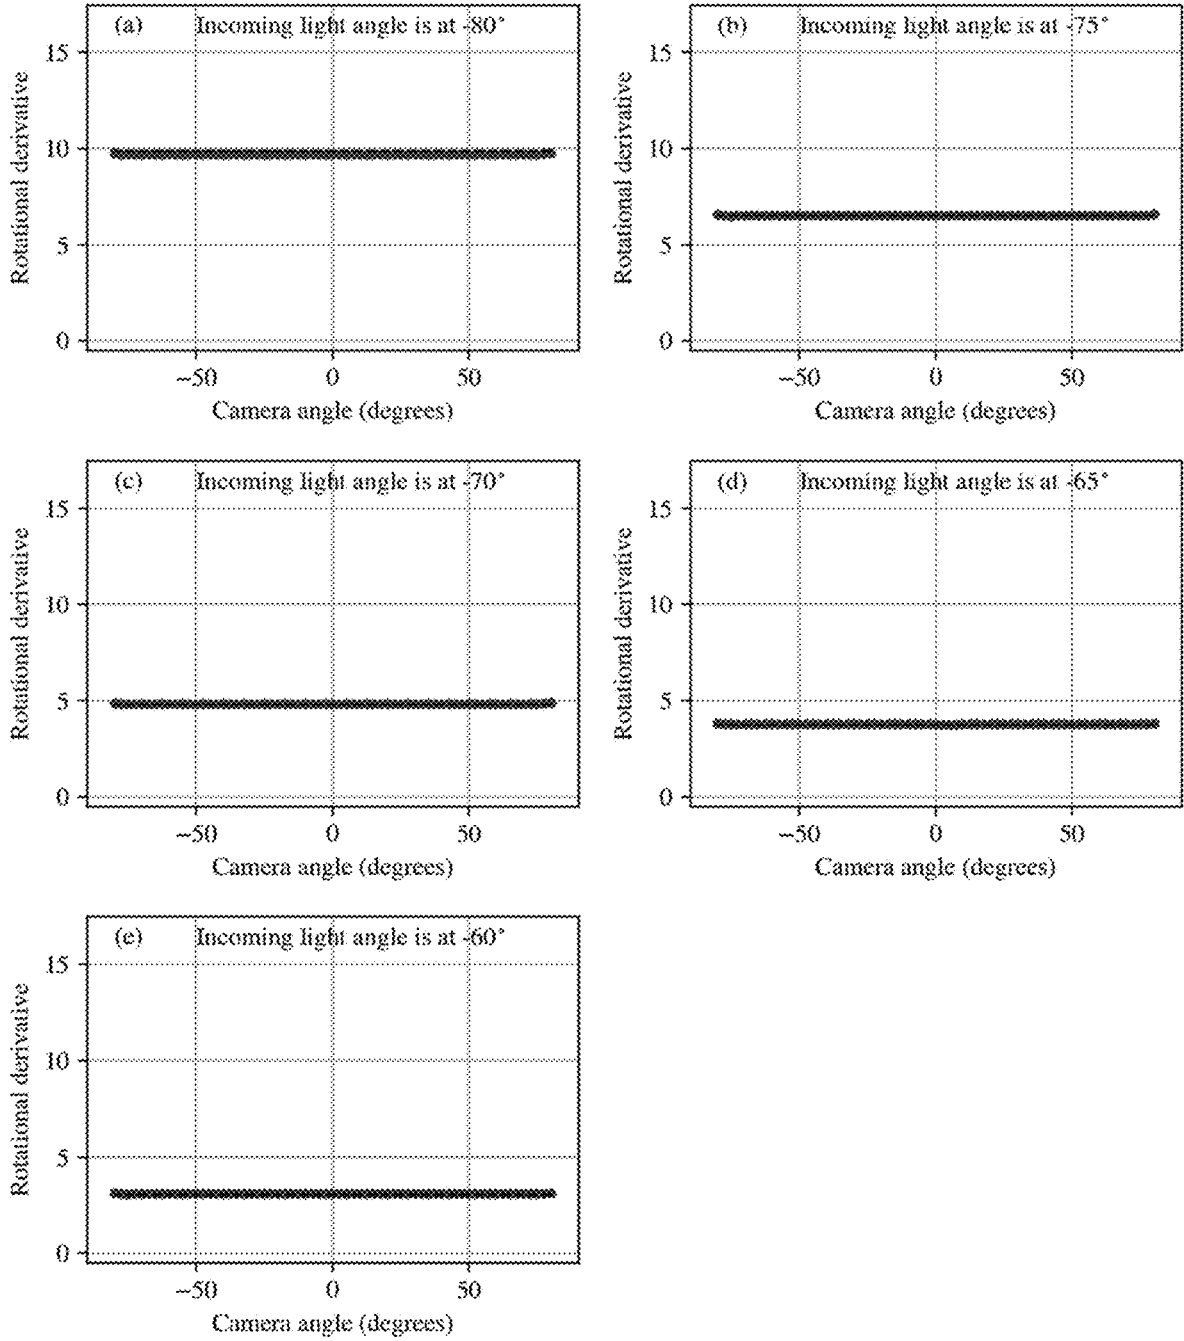 (a) Incoming light angle is at -80°
15
10
5
0
Rotational derivative
−50 0 50
Camera angle (degrees)
(b) Incoming light angle is at -75°
15
10
5
0
Rotational derivative
−50 0 50
Camera angle (degrees)
(c) Incoming light angle is at -70°
15
10
5
0
Rotational derivative
−50 0 50
Camera angle (degrees)
(d) Incoming light angle is at -65°
15
10
5
0
Rotational derivative
−50 0 50
Camera angle (degrees)
(e) Incoming light angle is at -60°
15
10
5
0
Rotational derivative
−50 0 50
Camera angle (degrees)